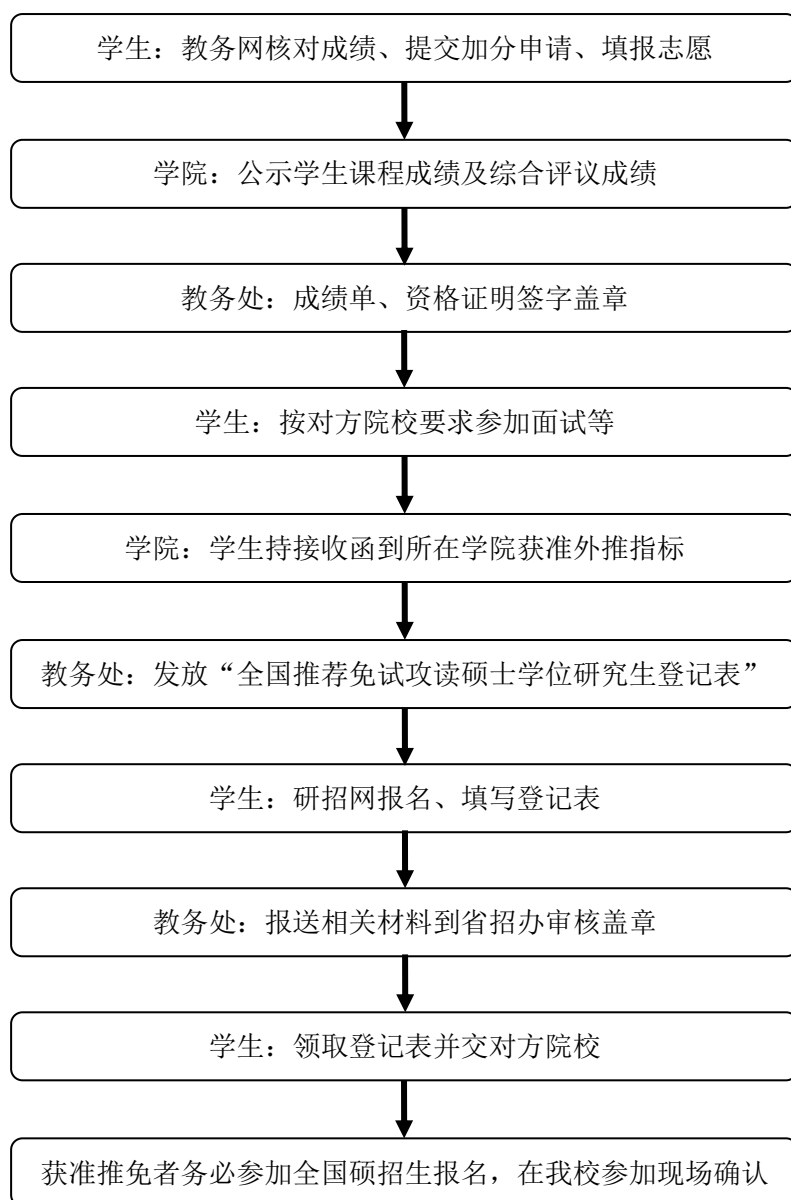 学生：教务网核对成绩、提交加分申请、填报志愿
学院：公示学生课程成绩及综合评议成绩
教务处：成绩单、资格证明签字盖章
学生：按对方院校要求参加面试等
学院：学生持接收函到所在学院获准外推指标
教务处：发放“全国推荐免试攻读硕士学位研究生登记表”
学生：研招网报名、填写登记表
教务处：报送相关材料到省招办审核盖章
学生：领取登记表并交对方院校
获准推免者务必参加全国硕招生报名，在我校参加现场确认